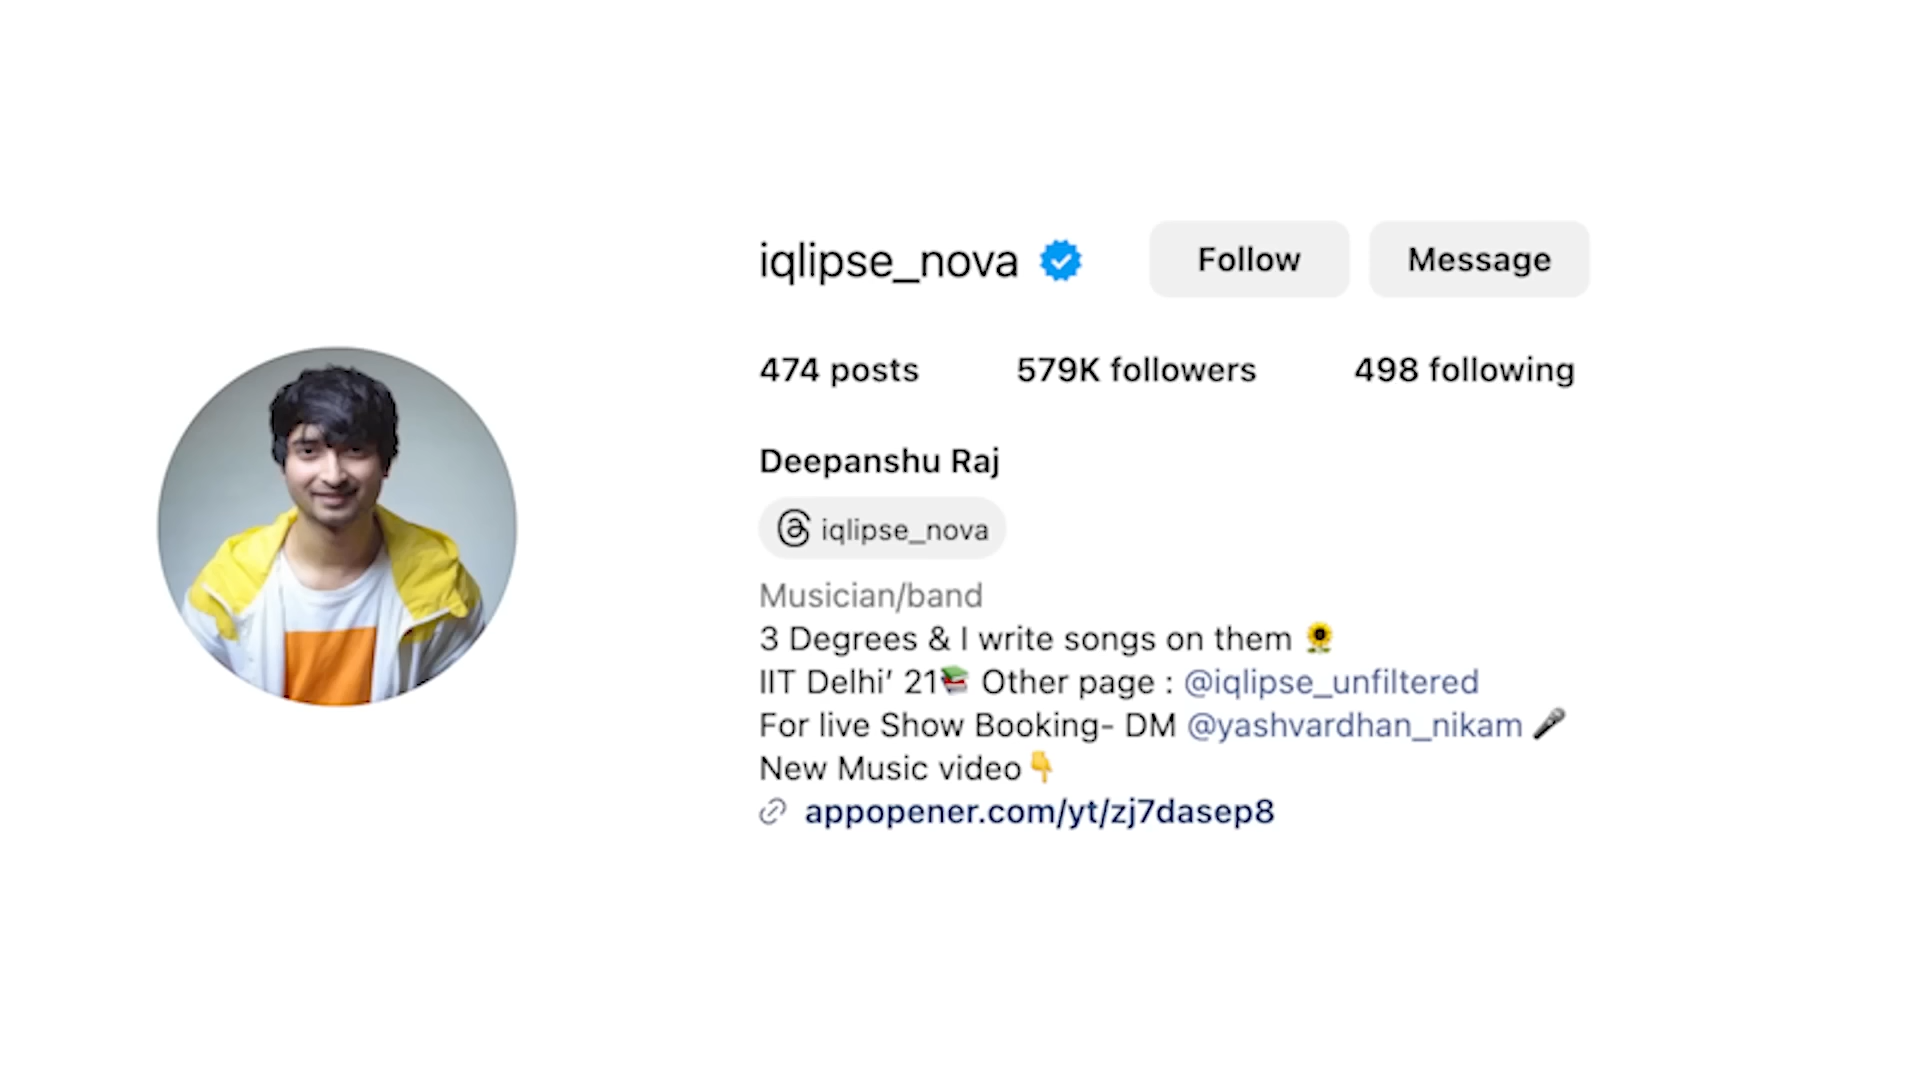 iqlipse_nova Follow Message
474 posts 579K followers 498 following
Deepanshu Raj
iqlipse_nova
Musician/band
3 Degrees & I write songs on them 🌻
IIT Delhi’ 21📚 Other page : @iqlipse_unfiltered
For live Show Booking- DM @yashvardhan_nikam 🎤
New Music video👇
appopener.com/yt/zj7dasep8